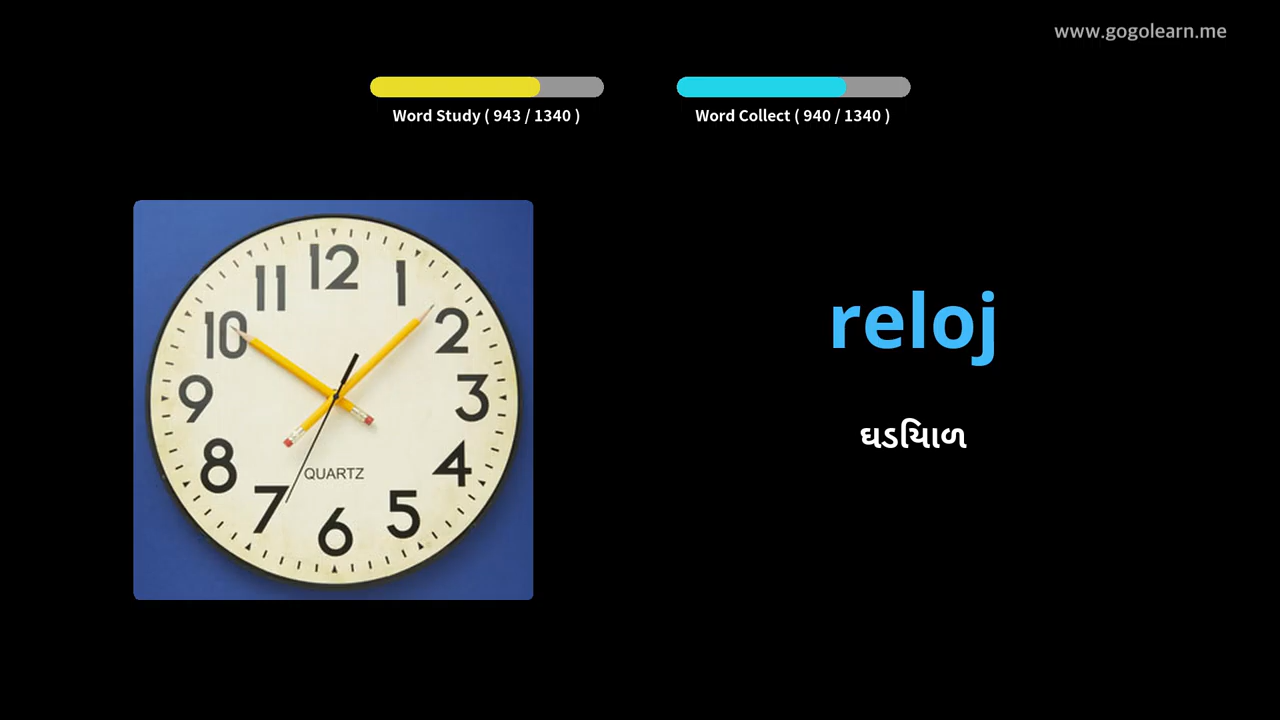 www.gogolearn.me
Word Study ( 943 / 1340 )
Word Collect ( 940 / 1340 )
12
11
1
10
2
9
3
8
4
7
5
6
QUARTZ
reloj
ઘડિયાળ